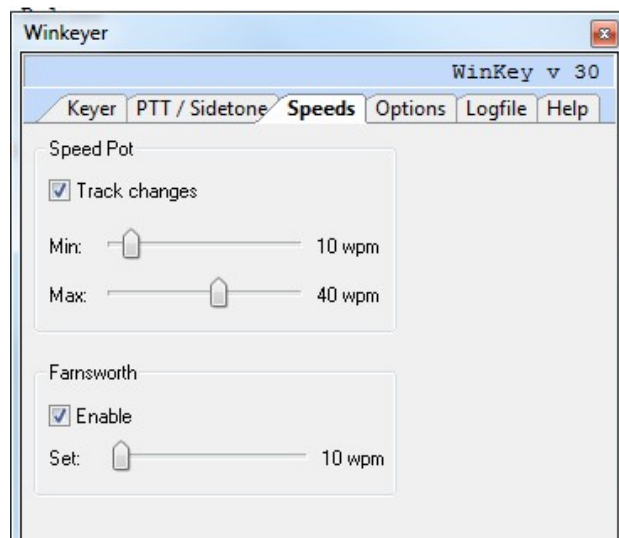 Winkeyer
WinKey v 30
Keyer PTT / Sidetone Speeds Options Logfile Help
Speed Pot
Track changes
Min: 10 wpm
Max: 40 wpm
Farnsworth
Enable
Set: 10 wpm